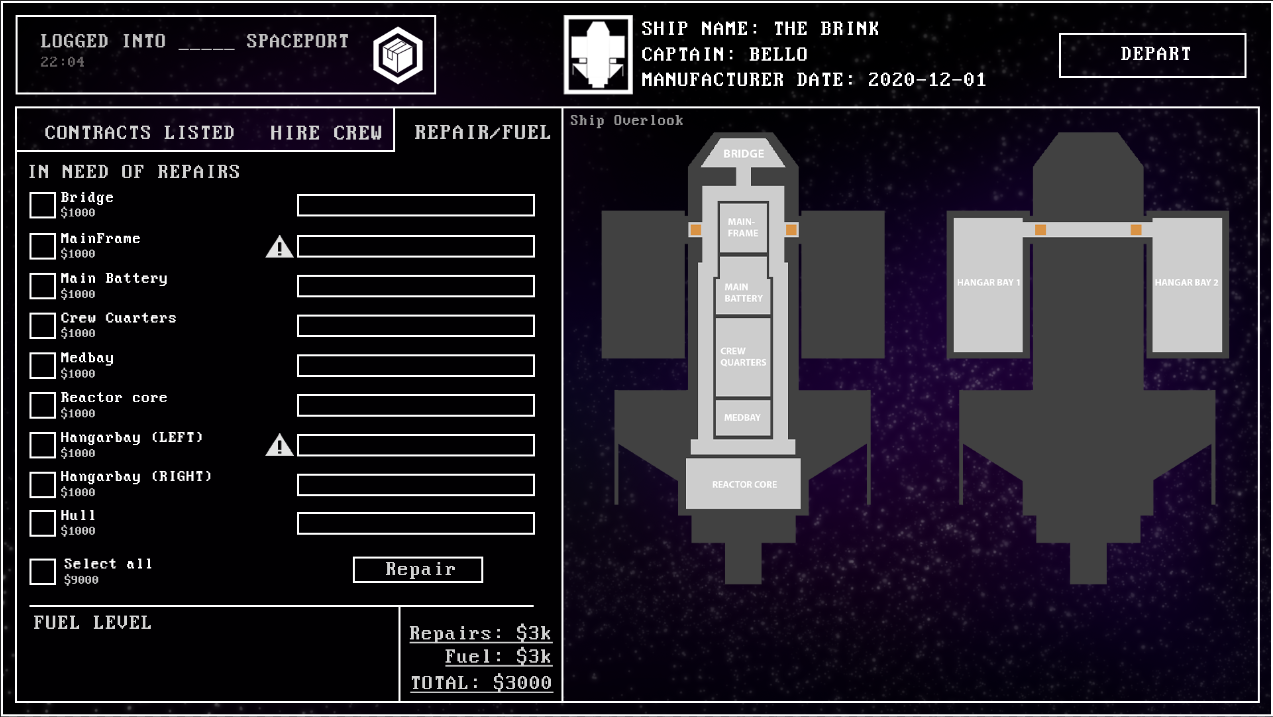 LOGGED INTO _____ SPACEPORT
22:04
SHIP NAME: THE BRINK
CAPTAIN: BELLO
MANUFACTURER DATE: 2020-12-01
DEPART
CONTRACTS LISTED
HIRE CREW
REPAIR/FUEL
IN NEED OF REPAIRS
Bridge
$1000
MainFrame
$1000
Main Battery
$1000
Crew Cuarters
$1000
Medbay
$1000
Reactor core
$1000
Hangarbay (LEFT)
$1000
Hangarbay (RIGHT)
$1000
Hull
$1000
Select all
$9000
Repair
FUEL LEVEL
Repairs: $3k
Fuel: $3k
TOTAL: $3000
Ship Overlook
BRIDGE
MAIN-
FRAME
MAIN
BATTERY
CREW
QUARTERS
MEDBAY
REACTOR CORE
HANGAR BAY 1
HANGAR BAY 2